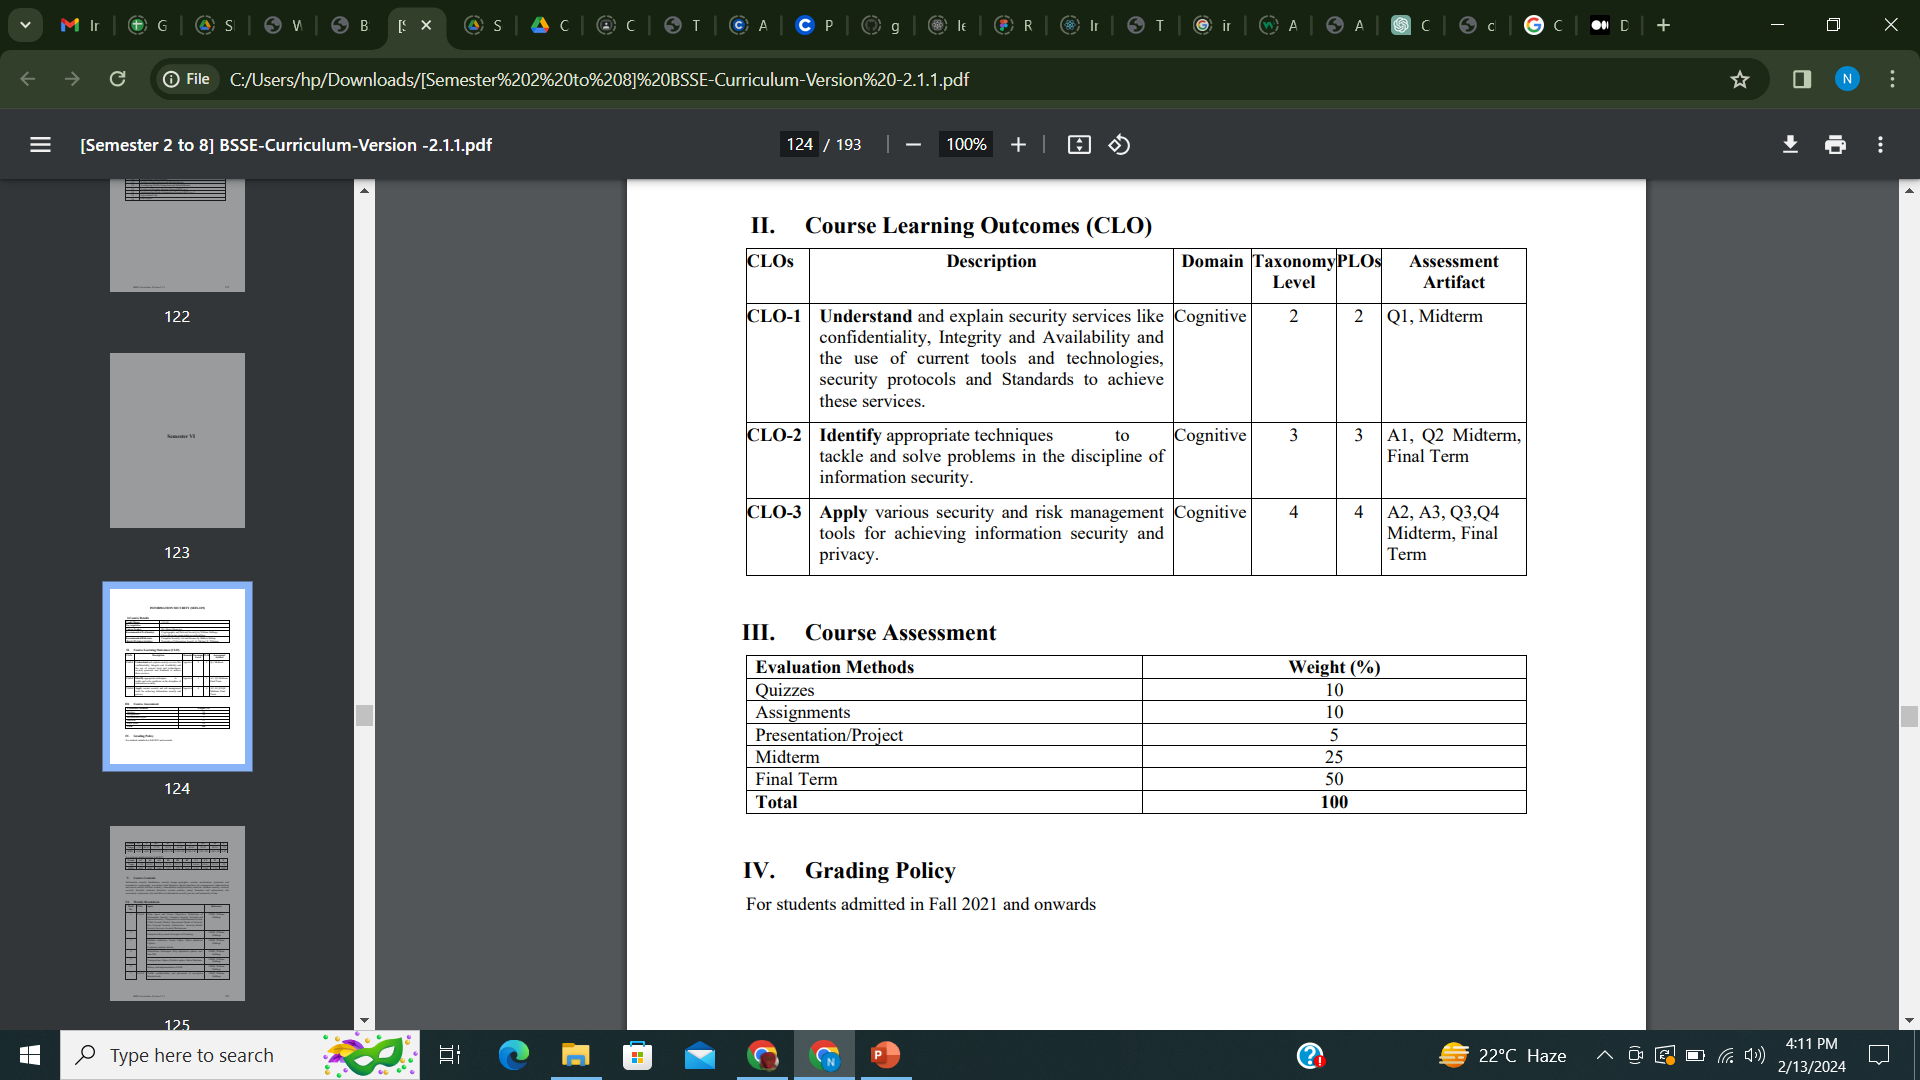 Ir
G
S
W
B
[S
S
C
C
T
A
P
g
le
R
Ir
T
ir
A
A
C
cl
C
D
File
C:/Users/hp/Downloads/[Semester%202%20to%208]%20BSSE-Curriculum-Version%20-2.1.1.pdf
N
[Semester 2 to 8] BSSE-Curriculum-Version -2.1.1.pdf
124 / 193
100%
122
Semester VI
123
124
125
II. Course Learning Outcomes (CLO)
CLOs Description Domain Taxonomy Level PLOs Assessment Artifact
CLO-1 Understand and explain security services like Cognitive 2 2 Q1, Midterm
confidentiality, Integrity and Availability and
the use of current tools and technologies,
security protocols and Standards to achieve
these services.
CLO-2 Identify appropriate techniques to Cognitive 3 3 A1, Q2 Midterm,
tackle and solve problems in the discipline of Final Term
information security.
CLO-3 Apply various security and risk management Cognitive 4 4 A2, A3, Q3,Q4
tools for achieving information security and Midterm, Final
privacy. Term
III. Course Assessment
Evaluation Methods Weight (%)
Quizzes 10
Assignments 10
Presentation/Project 5
Midterm 25
Final Term 50
Total 100
IV. Grading Policy
For students admitted in Fall 2021 and onwards
Type here to search
22°C Haze
4:11 PM
2/13/2024